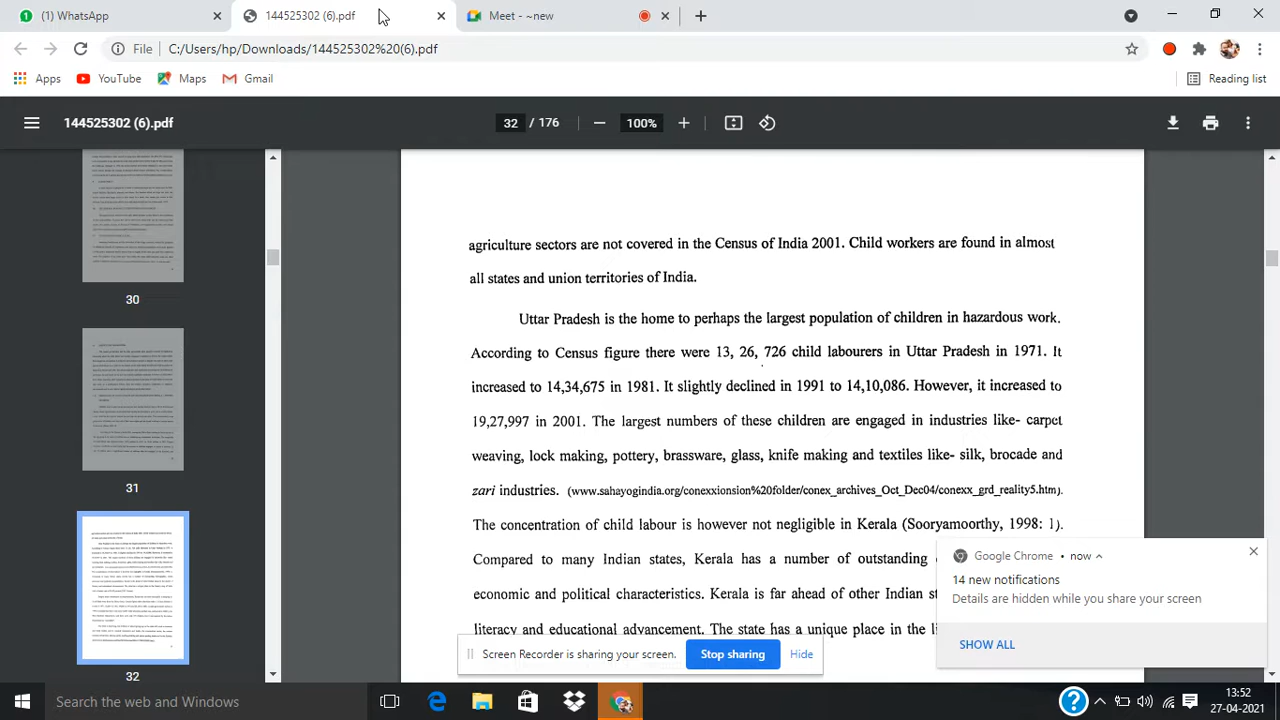 (1) WhatsApp
144525302 (6).pdf
Meet - ~new
File
C:/Users/hp/Downloads/144525302%20(6).pdf
Apps
YouTube
Maps
Gmail
Reading list
144525302 (6).pdf
32 / 176
100%
30
31
32
agriculture sectors are not covered in the Census of India 2001. Child workers are found in almost
all states and union territories of India.
Uttar Pradesh is the home to perhaps the largest population of children in hazardous work.
According to Census figure there were 13, 26, 726 child labourers in Uttar Pradesh in 1971. It
increased to 14,34,675 in 1981. It slightly declined in 1991 to 14,10,086. However, it increased to
19,27,997 in 2001. The largest numbers of these children are engaged in industries like- carpet
weaving, lock making, pottery, brassware, glass, knife making and textiles like- silk, brocade and
zari industries. (www.sahayogindia.org/conexxionsion%20folder/conex_archives_Oct_Dec04/conexx_grd_reality5.htm).
The concentration of child labour is however not negligible in Kerala (Sooryamoorthy, 1998: 1).
Compared to many Indian states, Kerala has a number of outstanding
economic and political characteristics. Kerala is far ahead of other Indian
literacy and educational advancement. The state has a unique place in the
Google Chrome • now
14 new notifications
Details are hidden while you share your screen
SHOW ALL
Screen Recorder is sharing your screen.
Stop sharing
Hide
Search the web and Windows
13:52
27-04-2021